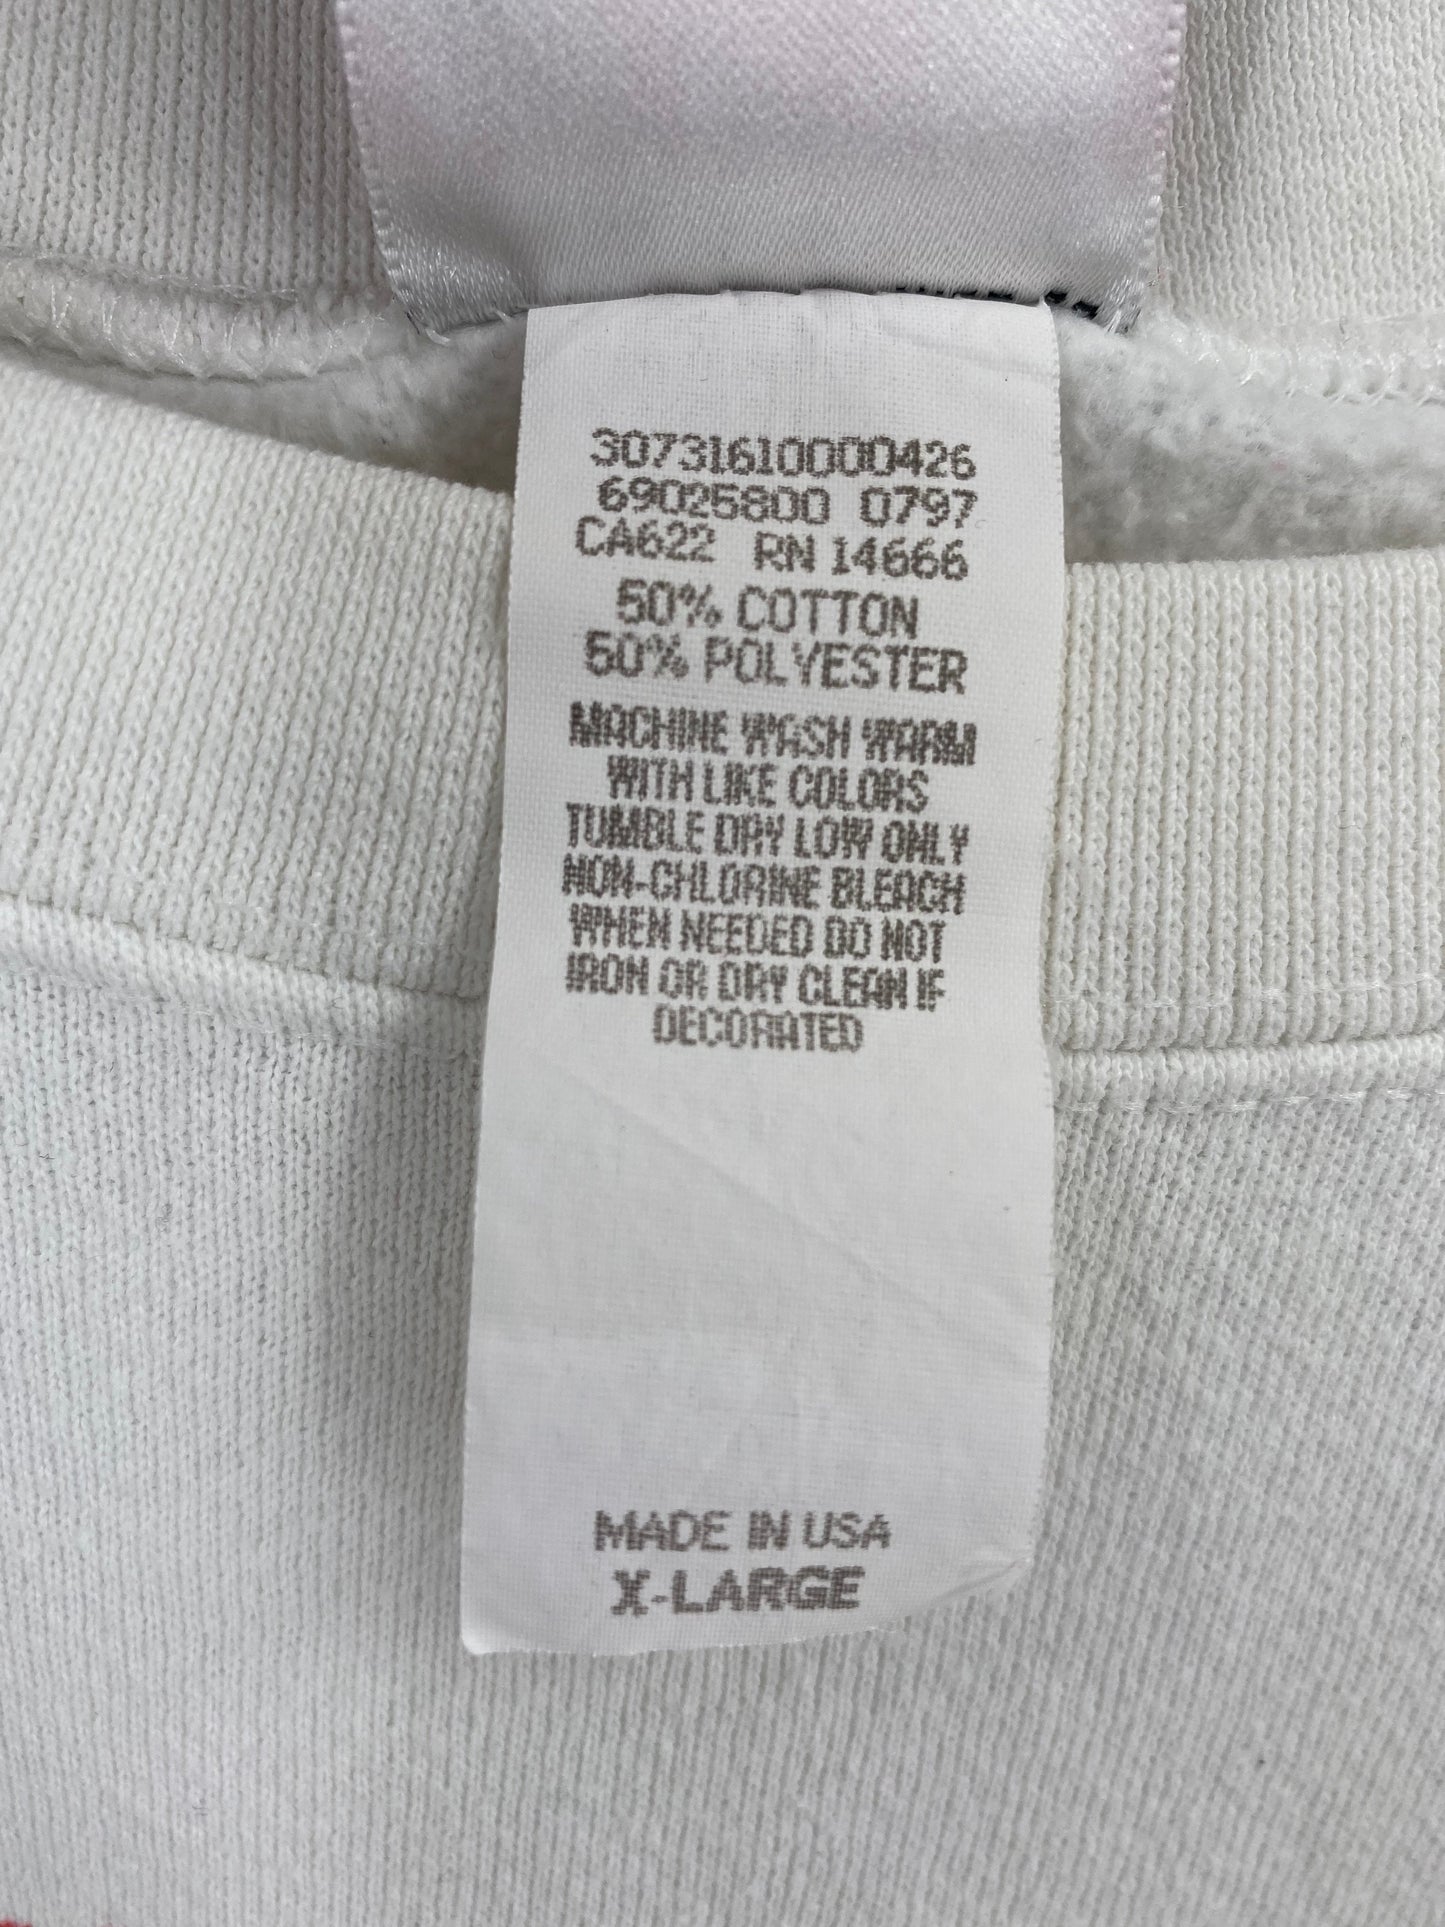 30731610000426
69025800 0797
CA622 RN 14666
50% COTTON
50% POLYESTER
MACHINE WASH WARM
WITH LIKE COLORS
TUMBLE DRY LOW ONLY
NON-CHLORINE BLEACH
WHEN NEEDED DO NOT
IRON OR DRY CLEAN IF
DECORATED
MADE IN USA
X-LARGE